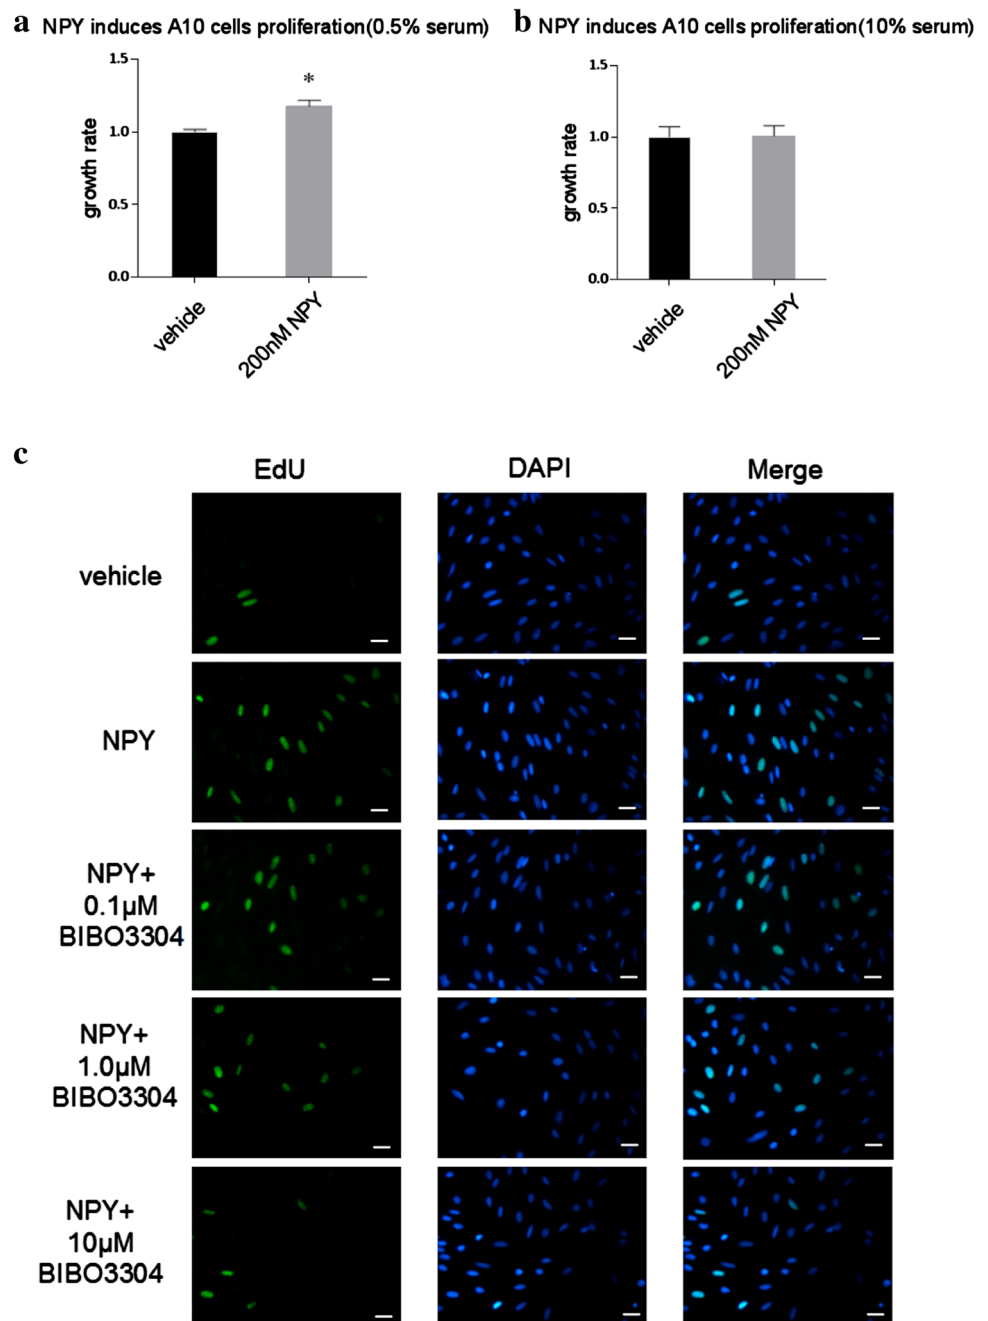 a NPY induces A10 cells proliferation(0.5% serum)
1.5
*
1.0
growth rate
0.5
0.0
vehicle
200nM NPY
b NPY induces A10 cells proliferation(10% serum)
1.5
1.0
growth rate
0.5
0.0
vehicle
200nM NPY
c
EdU DAPI Merge
vehicle
NPY
NPY+
0.1μM
BIBO3304
NPY+
1.0μM
BIBO3304
NPY+
10μM
BIBO3304